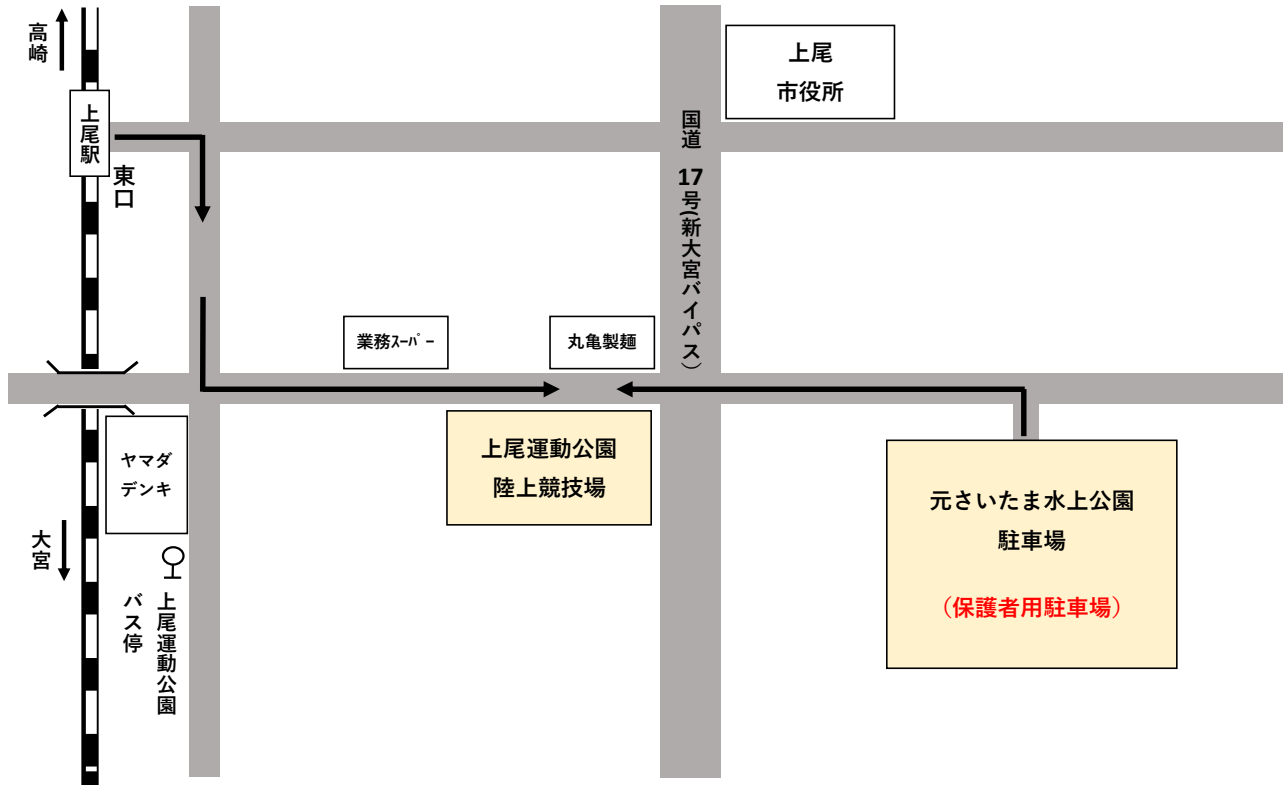 高崎
上尾
市役所
上尾駅
東口
国道 17号(新大宮バイパス)
業務ｽｰﾊﾟｰ
丸亀製麺
上尾運動公園
陸上競技場
ヤマダ
デンキ
元さいたま水上公園
駐車場
(保護者用駐車場)
大宮
上尾運動公園
バス停